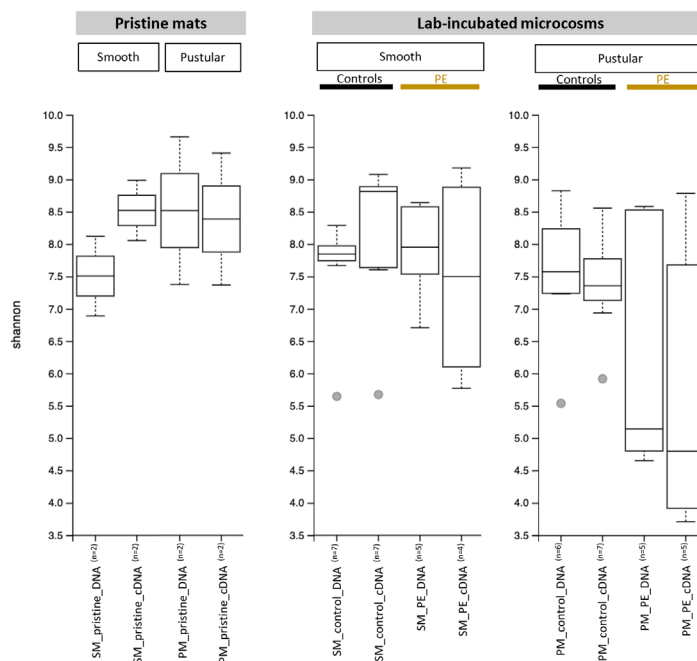 Pristine mats
Lab-incubated microcosms
Smooth
Pustular
Smooth
Pustular
Controls
PE
Controls
PE
shannon
10.0
9.5
9.0
8.5
8.0
7.5
7.0
6.5
6.0
5.5
5.0
4.5
4.0
3.5
SM_pristine_DNA (n=2)
SM_pristine_cDNA (n=2)
PM_pristine_DNA (n=2)
PM_pristine_cDNA (n=2)
10.0
9.5
9.0
8.5
8.0
7.5
7.0
6.5
6.0
5.5
5.0
4.5
4.0
3.5
SM_control_DNA (n=7)
SM_control_cDNA (n=7)
SM_PE_DNA (n=5)
SM_PE_cDNA (n=4)
10.0
9.5
9.0
8.5
8.0
7.5
7.0
6.5
6.0
5.5
5.0
4.5
4.0
3.5
PM_control_DNA (n=6)
PM_control_cDNA (n=7)
PM_PE_DNA (n=5)
PM_PE_cDNA (n=5)